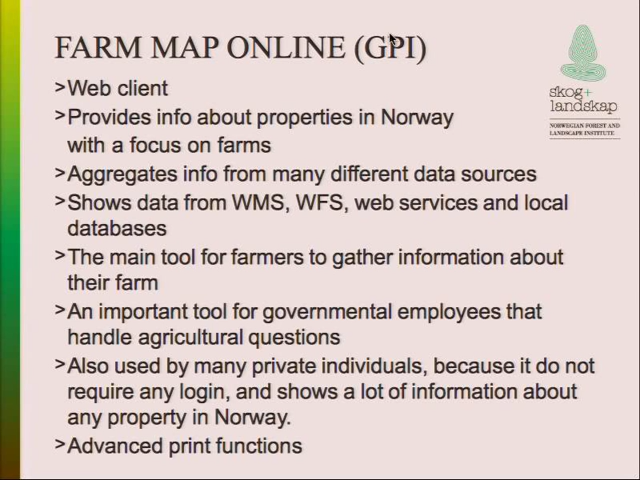 FARM MAP ONLINE (GPI)
skog+
landskap
NORWEGIAN FOREST AND
LANDSCAPE INSTITUTE
>Web client
>Provides info about properties in Norway
with a focus on farms
>Aggregates info from many different data sources
>Shows data from WMS, WFS, web services and local
databases
>The main tool for farmers to gather information about
their farm
>An important tool for governmental employees that
handle agricultural questions
>Also used by many private individuals, because it do not
require any login, and shows a lot of information about
any property in Norway.
>Advanced print functions